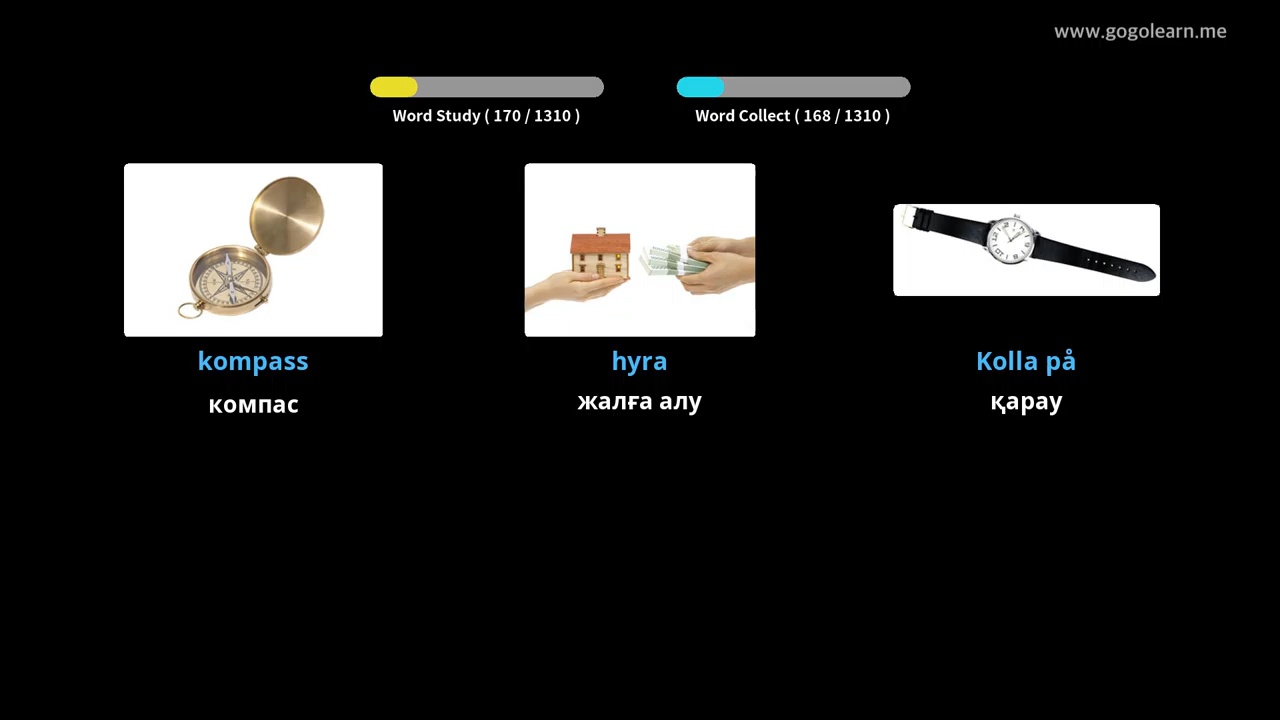 www.gogolearn.me
Word Study ( 170 / 1310 )
Word Collect ( 168 / 1310 )
kompass
компас
hyra
жалға алу
Kolla på
қарау